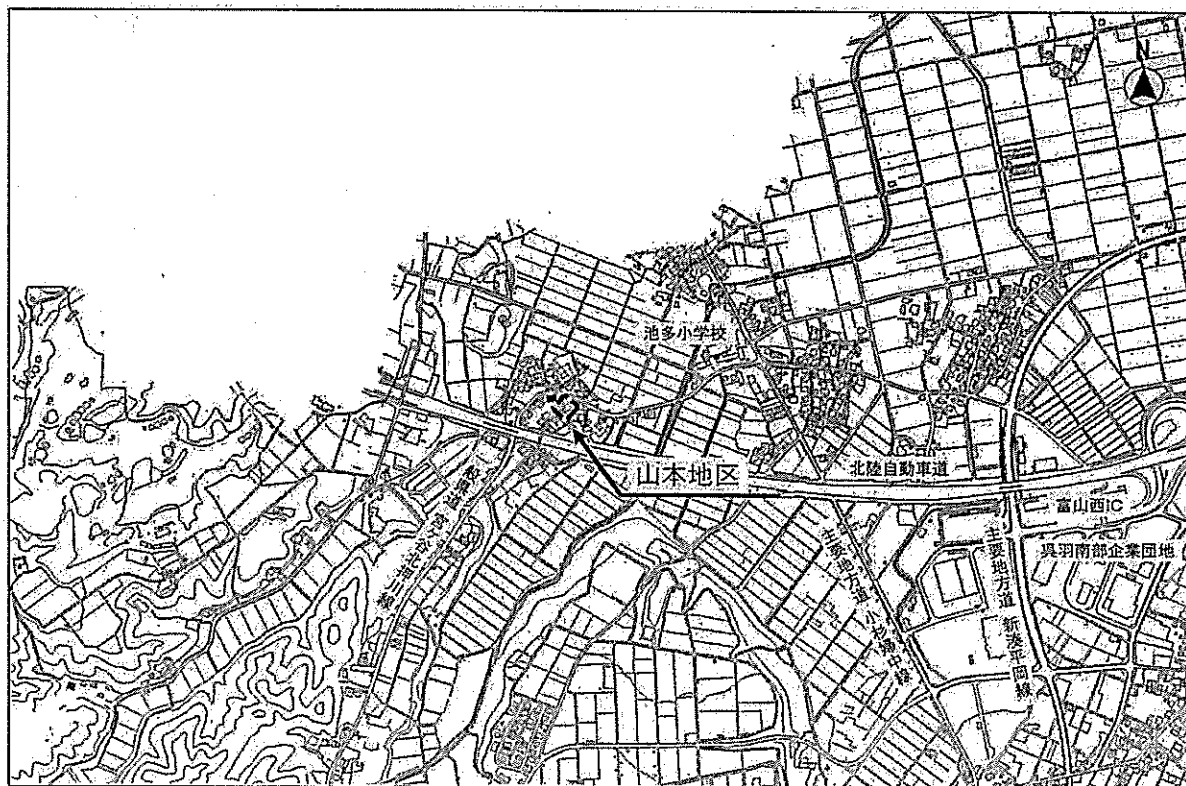 N
池多小学校
山本地区
北陸自動車道
富山西IC
呉羽南部企業団地
主要地方道 小杉婦中線
主要地方道 新湊平岡線